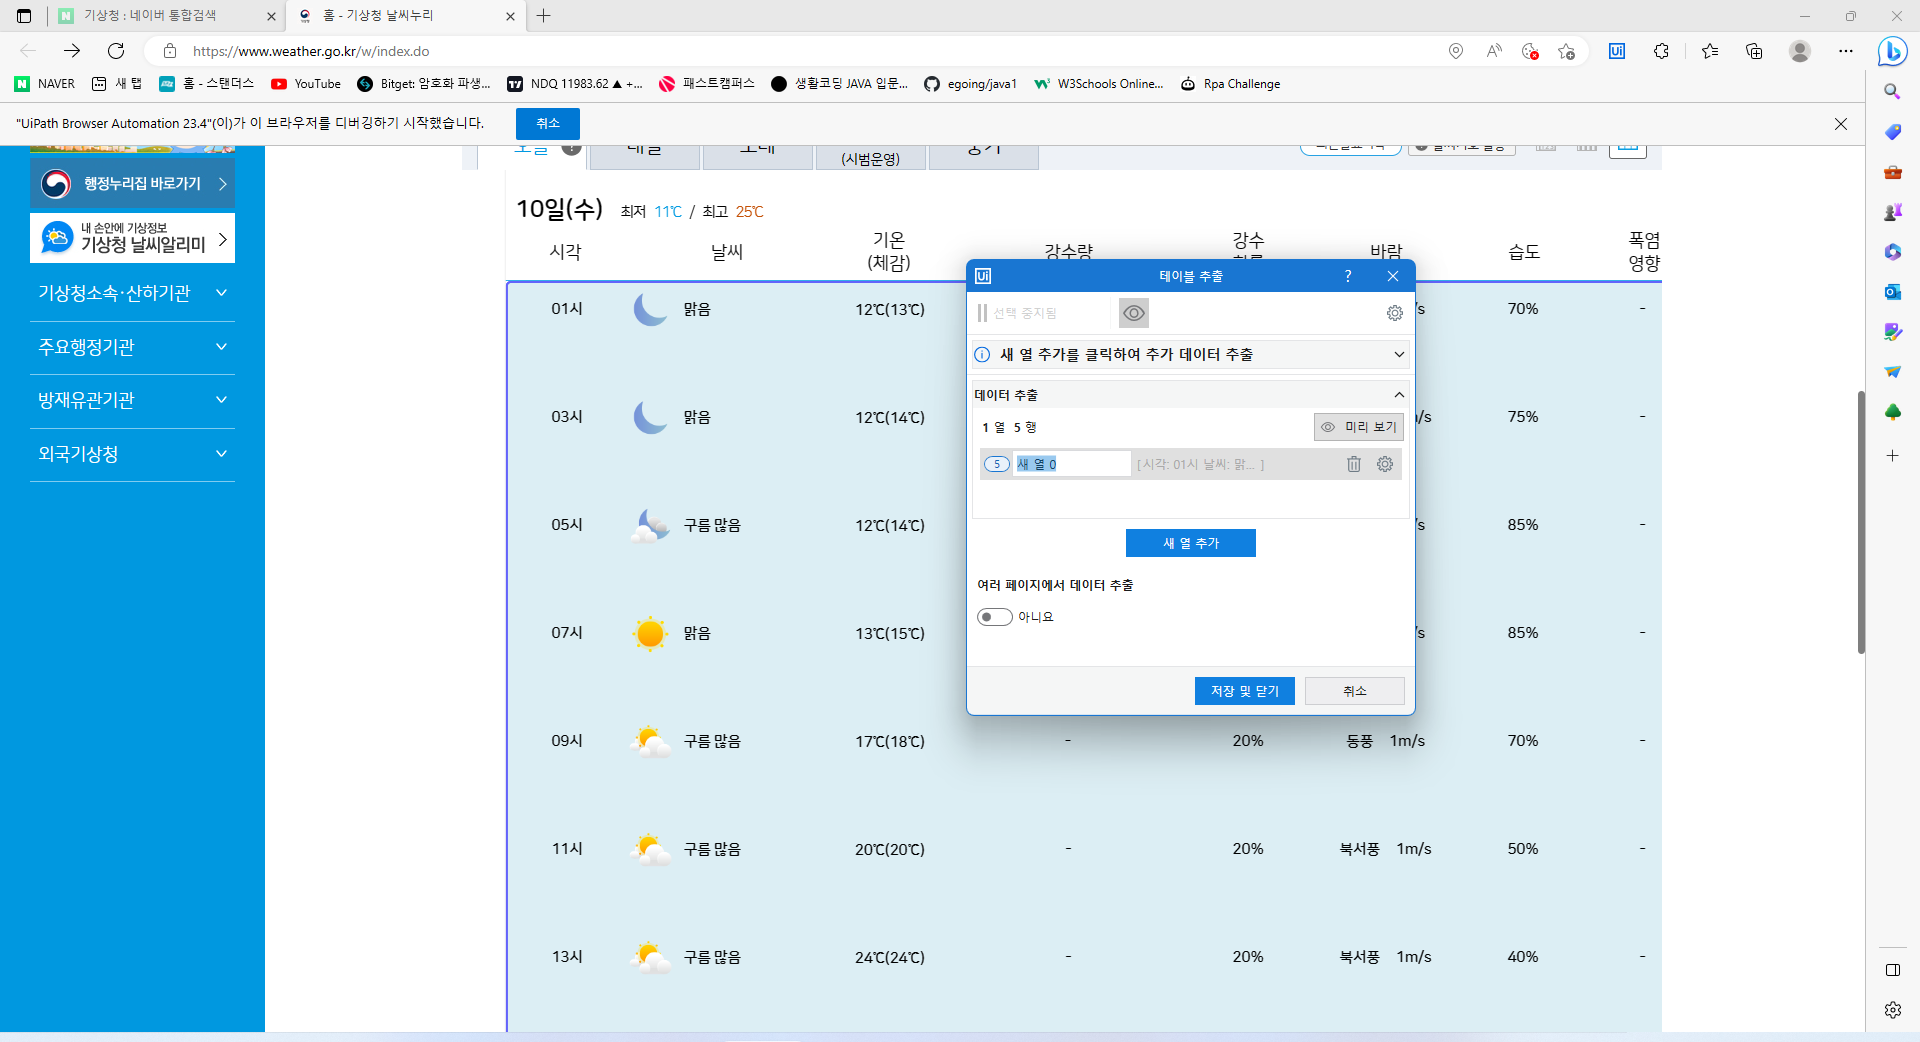 기상청 : 네이버 통합검색
홈 - 기상청 날씨누리
https://www.weather.go.kr/w/index.do
NAVER 새 탭 홈 - 스탠더스 YouTube Bitget: 암호화 파생... NDQ 11983.62 ▲ +... 패스트캠퍼스 생활코딩 JAVA 입문... egoing/java1 W3Schools Online... Rpa Challenge
"UiPath Browser Automation 23.4"(이)가 이 브라우저를 디버깅하기 시작했습니다. 취소
행정누리집 바로가기
내 손안에 기상정보
기상청 날씨알리미
기상청소속·산하기관
주요행정기관
방재유관기관
외국기상청
오늘 내일 모레 (시범운영) 중기
10일(수) 최저 11℃ / 최고 25℃
시각 날씨 기온 (체감) 강수량 강수 바람 습도 폭염 영향
01시 맑음 12℃(13℃) /s 70% -
03시 맑음 12℃(14℃) /s 75% -
05시 구름 많음 12℃(14℃) /s 85% -
07시 맑음 13℃(15℃) /s 85% -
09시 구름 많음 17℃(18℃) - 20% 동풍 1m/s 70% -
11시 구름 많음 20℃(20℃) - 20% 북서풍 1m/s 50% -
13시 구름 많음 24℃(24℃) - 20% 북서풍 1m/s 40% -
Ui 테이블 추출 ?
선택 중지됨
새 열 추가를 클릭하여 추가 데이터 추출
데이터 추출
1 열 5 행 미리 보기
5 새 열 0 [ 시각: 01시 날씨: 맑... ]
새 열 추가
여러 페이지에서 데이터 추출
아니요
저장 및 닫기 취소